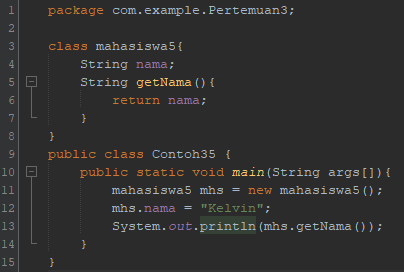 1 package com.example.Pertemuan3;
2
3 class mahasiswa5{
4 String nama;
5 String getNama(){
6 return nama;
7 }
8 }
9 public class Contoh35 {
10 public static void main(String args[]){
11 mahasiswa5 mhs = new mahasiswa5();
12 mhs.nama = "Kelvin";
13 System.out.println(mhs.getNama());
14 }
15 }